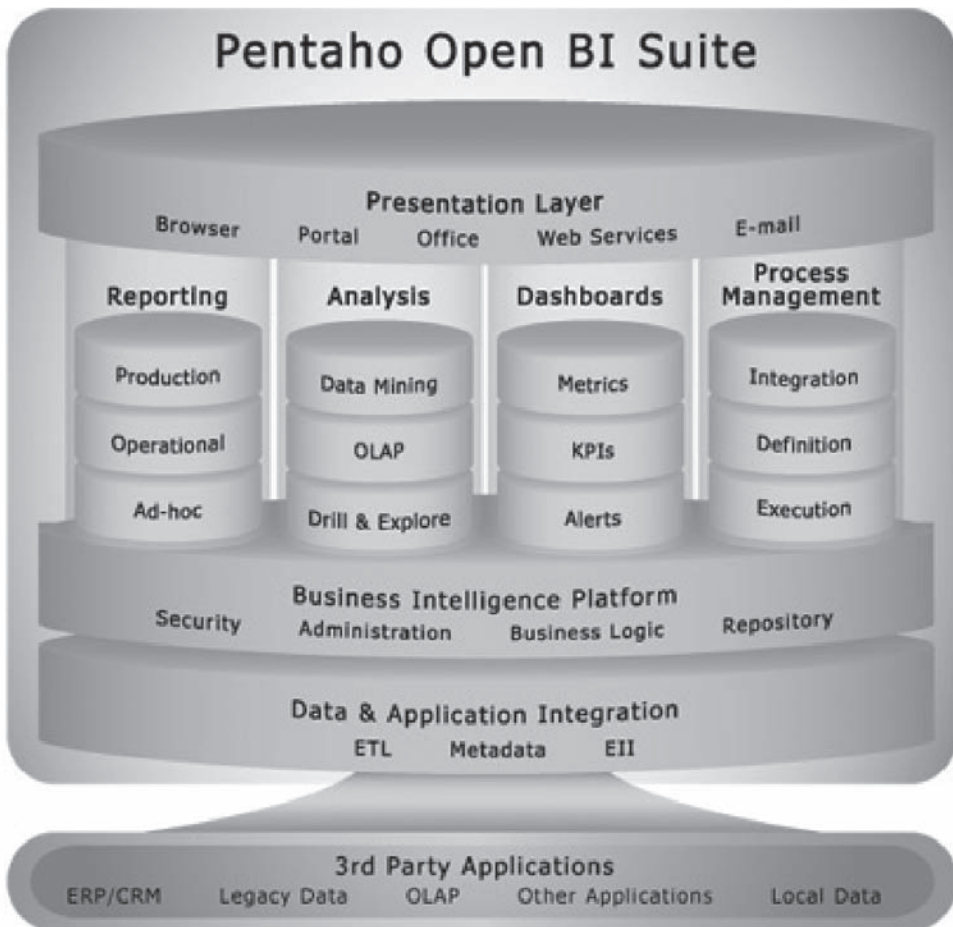 Pentaho Open BI Suite
Presentation Layer
Browser Portal Office Web Services E-mail
Reporting
Production
Operational
Ad-hoc
Analysis
Data Mining
OLAP
Drill & Explore
Dashboards
Metrics
KPIs
Alerts
Process
Management
Integration
Definition
Execution
Business Intelligence Platform
Security Administration Business Logic Repository
Data & Application Integration
ETL Metadata EII
3rd Party Applications
ERP/CRM Legacy Data OLAP Other Applications Local Data